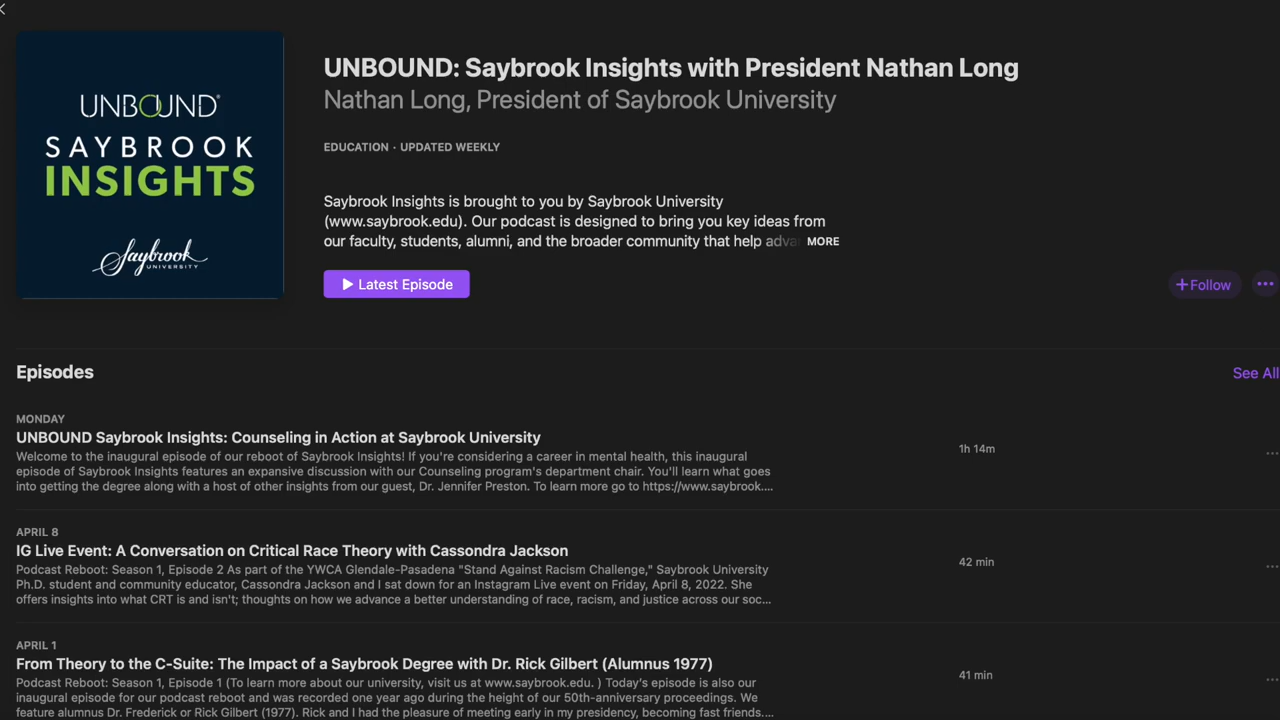 UNBOUND®
SAYBROOK
INSIGHTS
Saybrook
UNIVERSITY
UNBOUND: Saybrook Insights with President Nathan Long
Nathan Long, President of Saybrook University
EDUCATION · UPDATED WEEKLY
Saybrook Insights is brought to you by Saybrook University
(www.saybrook.edu). Our podcast is designed to bring you key ideas from
our faculty, students, alumni, and the broader community that help adva MORE
Latest Episode
+Follow
Episodes
See All
MONDAY
UNBOUND Saybrook Insights: Counseling in Action at Saybrook University
Welcome to the inaugural episode of our reboot of Saybrook Insights! If you're considering a career in mental health, this inaugural
episode of Saybrook Insights features an expansive discussion with our Counseling program's department chair. You'll learn what goes
into getting the degree along with a host of other insights from our guest, Dr. Jennifer Preston. To learn more go to https://www.saybrook....
1h 14m
APRIL 8
IG Live Event: A Conversation on Critical Race Theory with Cassondra Jackson
Podcast Reboot: Season 1, Episode 2 As part of the YWCA Glendale-Pasadena "Stand Against Racism Challenge," Saybrook University
Ph.D. student and community educator, Cassondra Jackson and I sat down for an Instagram Live event on Friday, April 8, 2022. She
offers insights into what CRT is and isn't; thoughts on how we advance a better understanding of race, racism, and justice across our soc...
42 min
APRIL 1
From Theory to the C-Suite: The Impact of a Saybrook Degree with Dr. Rick Gilbert (Alumnus 1977)
Podcast Reboot: Season 1, Episode 1 (To learn more about our university, visit us at www.saybrook.edu. ) Today's episode is also our
inaugural episode for our podcast reboot and was recorded one year ago during the height of our 50th-anniversary proceedings. We
feature alumnus Dr. Frederick or Rick Gilbert (1977). Rick and I had the pleasure of meeting early in my presidency, becoming fast friends....
41 min